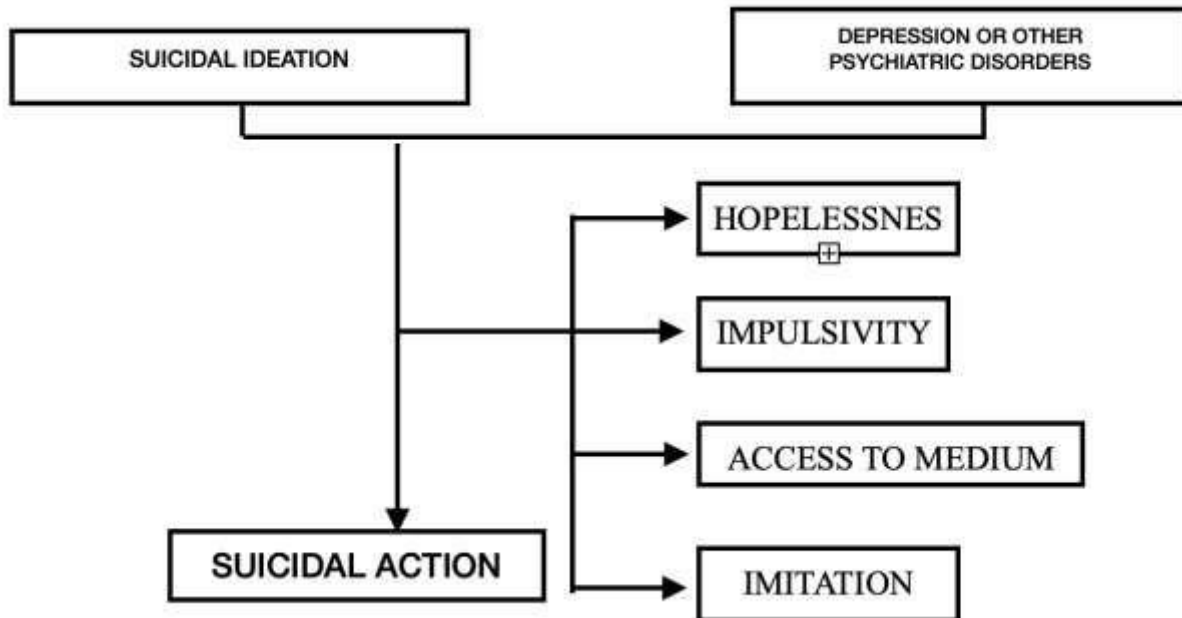 SUICIDAL IDEATION
DEPRESSION OR OTHER
PSYCHIATRIC DISORDERS
HOPELESSNES
IMPULSIVITY
ACCESS TO MEDIUM
SUICIDAL ACTION
IMITATION